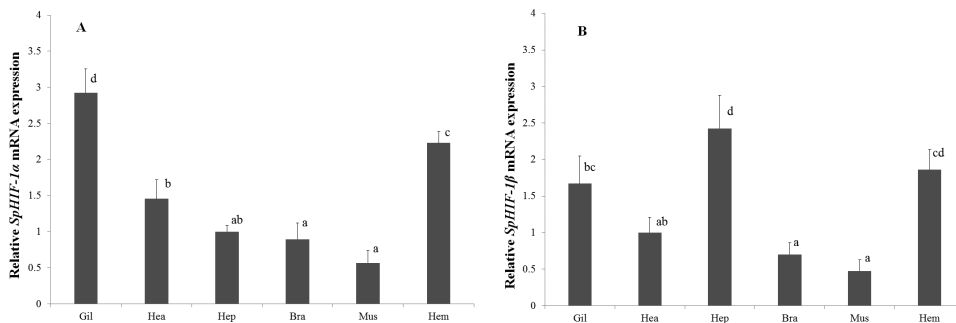 A
Relative SpHIF-1α mRNA expression
4
3.5
3
2.5
2
1.5
1
0.5
0
d
b
ab
a
a
c
Gil Hea Hep Bra Mus Hem
B
Relative SpHIF-1β mRNA expression
4
3.5
3
2.5
2
1.5
1
0.5
0
bc
ab
d
a
a
cd
Gil Hea Hep Bra Mus Hem